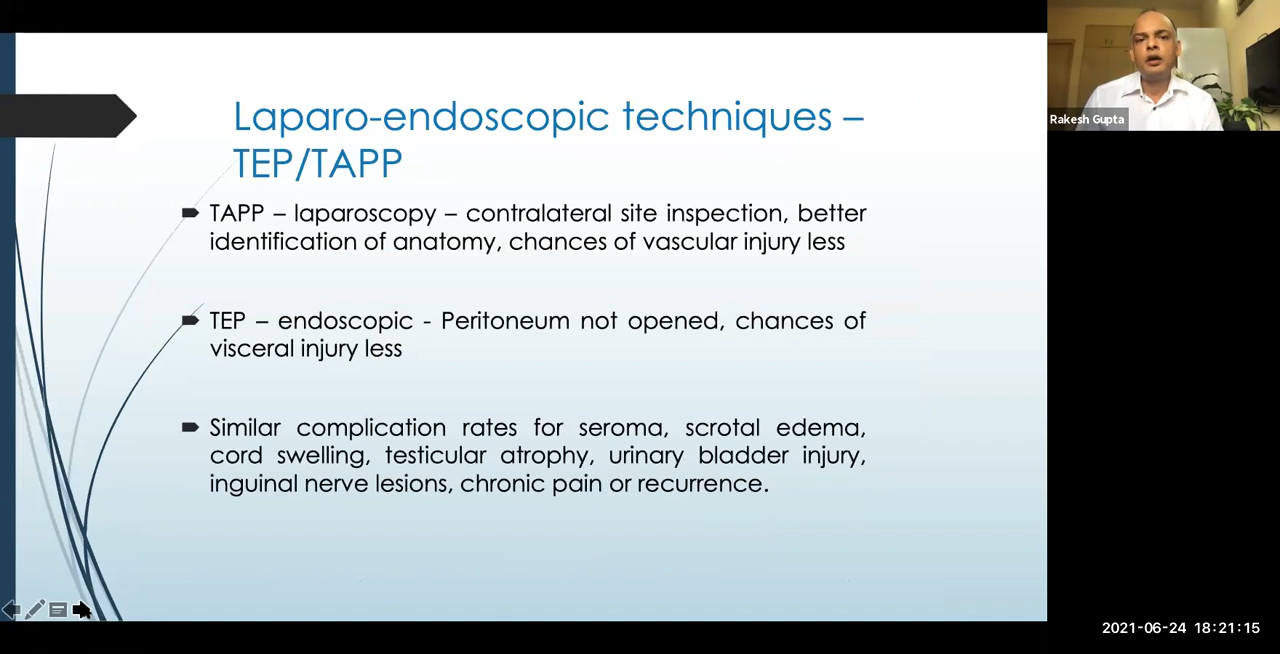 Laparo-endoscopic techniques –
TEP/TAPP
TAPP – laparoscopy – contralateral site inspection, better
identification of anatomy, chances of vascular injury less
TEP – endoscopic - Peritoneum not opened, chances of
visceral injury less
Similar complication rates for seroma, scrotal edema,
cord swelling, testicular atrophy, urinary bladder injury,
inguinal nerve lesions, chronic pain or recurrence.
Rakesh Gupta
2021-06-24 18:21:15